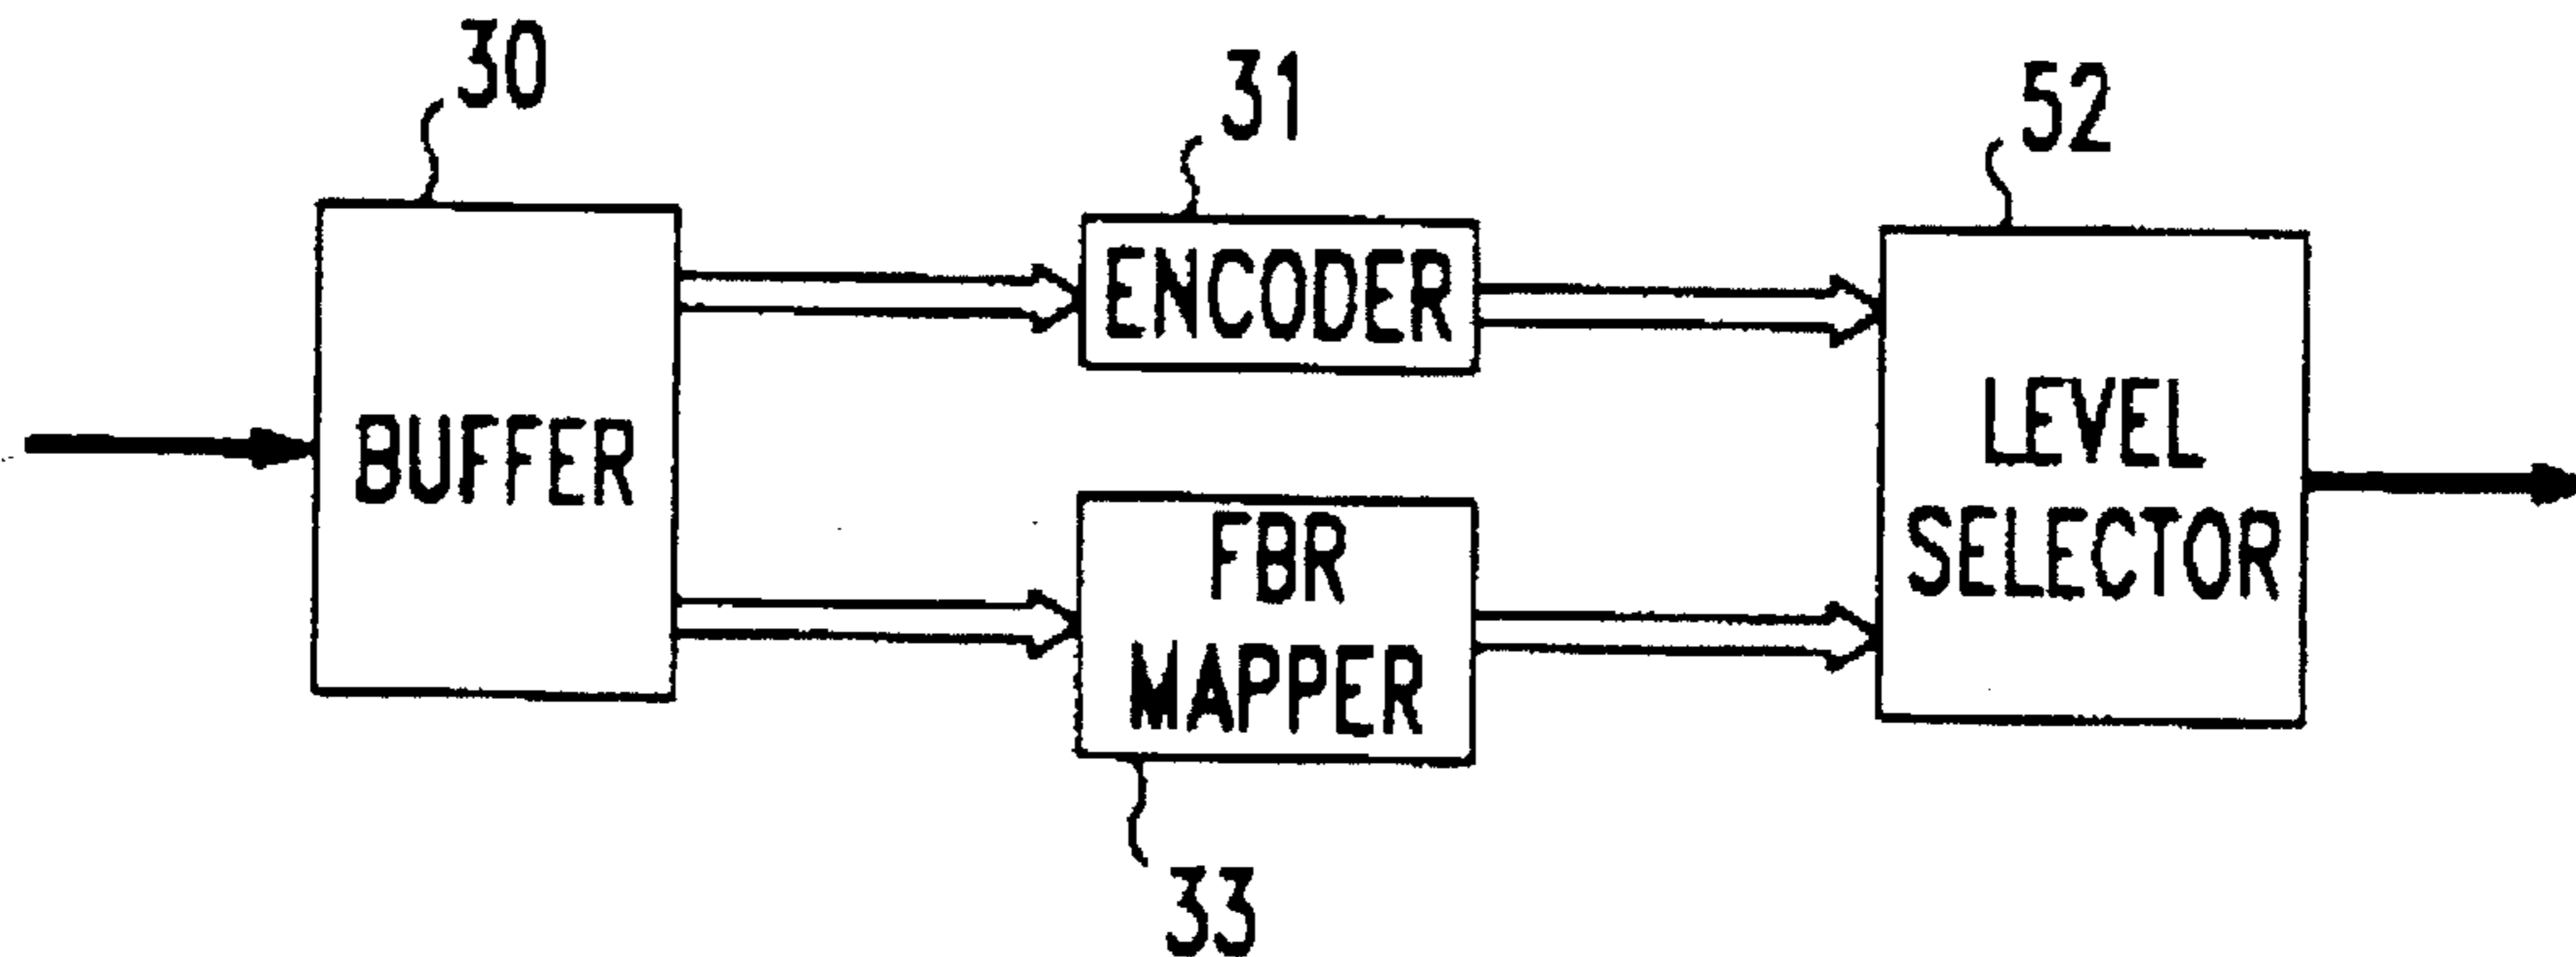 30
31
52
BUFFER
ENCODER
LEVEL
SELECTOR
FBR
MAPPER
33